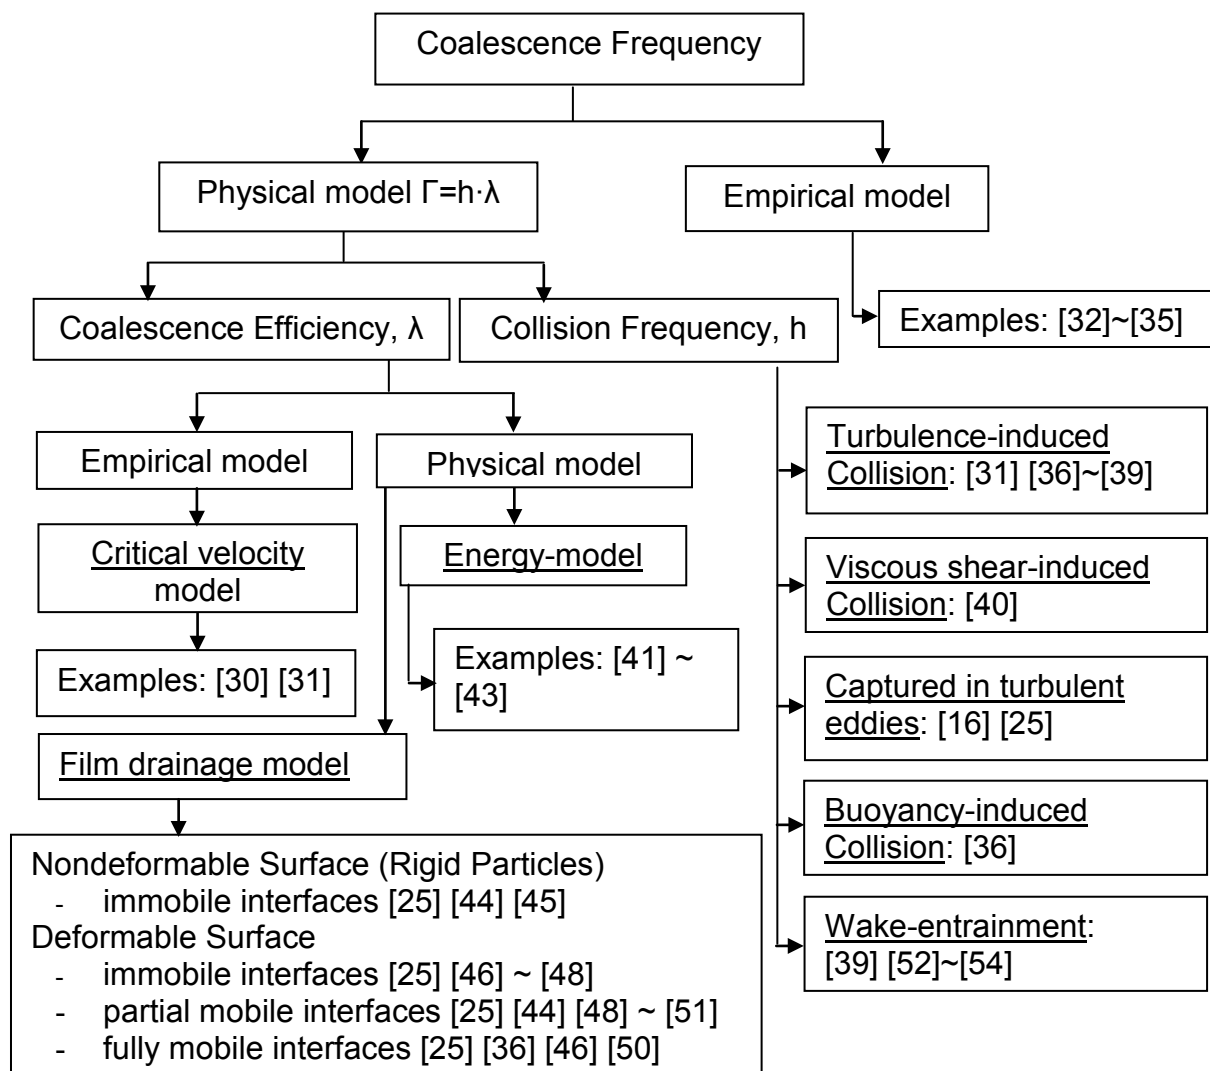 Coalescence Frequency
Physical model Γ=h·λ
Empirical model
Coalescence Efficiency, λ
Collision Frequency, h
Examples: [32]~[35]
Empirical model
Physical model
Critical velocity
model
Energy-model
Examples: [30] [31]
Examples: [41] ~
[43]
Film drainage model
Nondeformable Surface (Rigid Particles)
- immobile interfaces [25] [44] [45]
Deformable Surface
- immobile interfaces [25] [46] ~ [48]
- partial mobile interfaces [25] [44] [48] ~ [51]
- fully mobile interfaces [25] [36] [46] [50]
Turbulence-induced
Collision: [31] [36]~[39]
Viscous shear-induced
Collision: [40]
Captured in turbulent
eddies: [16] [25]
Buoyancy-induced
Collision: [36]
Wake-entrainment:
[39] [52]~[54]